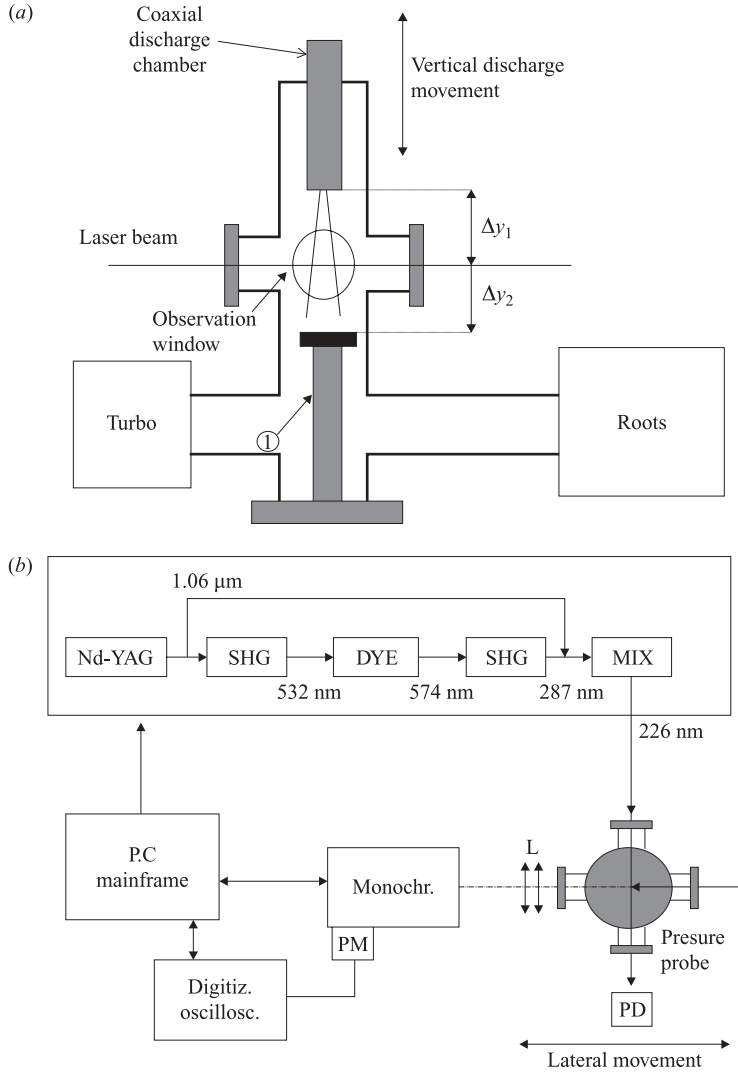 (a)
Coaxial
discharge
chamber
Vertical discharge
movement
Δy₁
Laser beam
Δy₂
Observation
window
Turbo
Roots
1
(b)
1.06 μm
Nd-YAG
SHG
DYE
SHG
MIX
532 nm
574 nm
287 nm
226 nm
P.C
mainframe
L
Monochr.
PM
Presure
probe
Digitiz.
oscillosc.
PD
Lateral movement